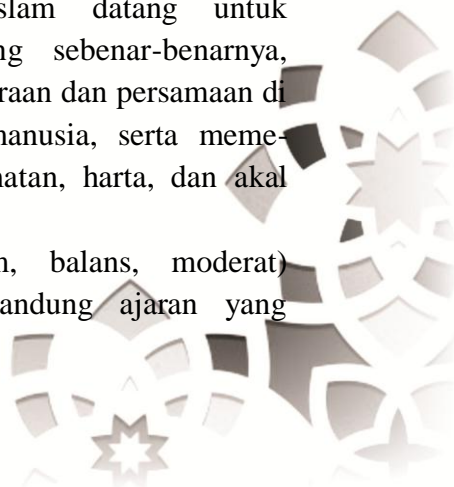 slam datang untuk
ng sebenar-benarnya,
raan dan persamaan di
nanusia, serta meme-
natan, harta, dan akal
n, balans, moderat)
andung ajaran yang